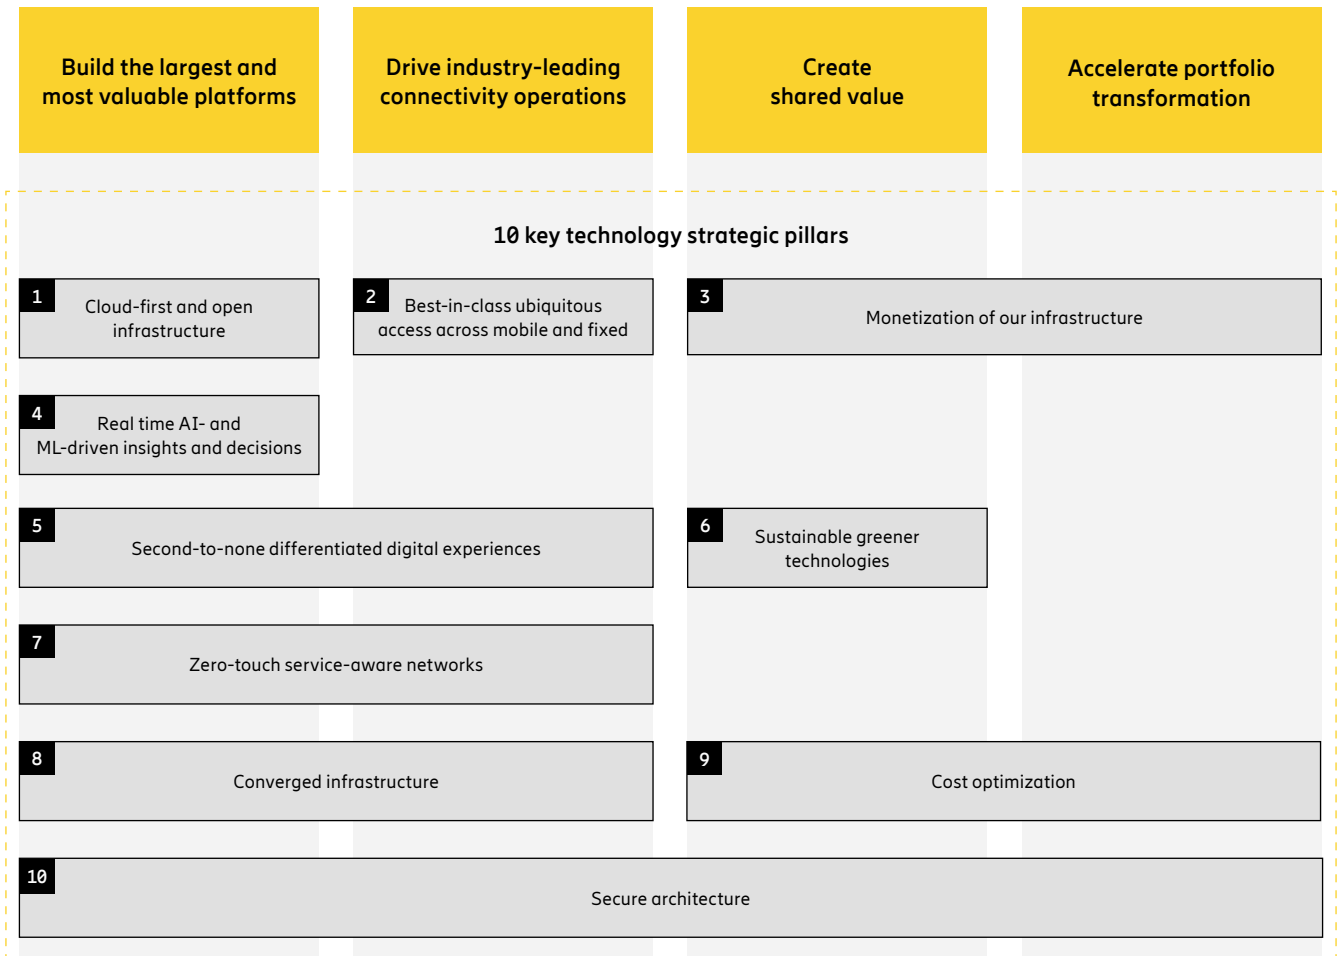 Build the largest and
most valuable platforms
Drive industry-leading
connectivity operations
Create
shared value
Accelerate portfolio
transformation
10 key technology strategic pillars
1
Cloud-first and open
infrastructure
2
Best-in-class ubiquitous
access across mobile and fixed
3
Monetization of our infrastructure
4
Real time AI- and
ML-driven insights and decisions
5
Second-to-none differentiated digital experiences
6
Sustainable greener
technologies
7
Zero-touch service-aware networks
8
Converged infrastructure
9
Cost optimization
10
Secure architecture